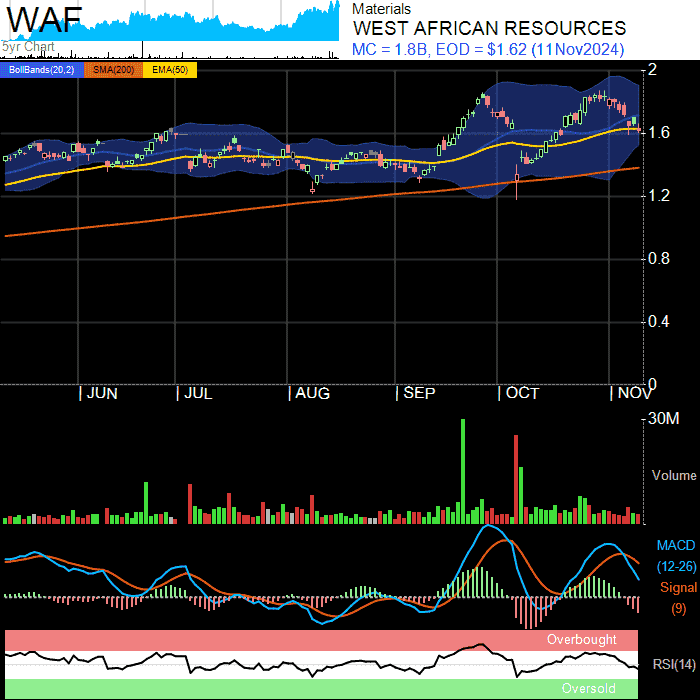 WAF
5yr Chart
Materials
WEST AFRICAN RESOURCES
MC = 1.8B, EOD = $1.62 (11Nov2024)
BollBands(20,2) SMA(200) EMA(50)
2
1.6
1.2
0.8
0.4
0
| JUN | JUL | AUG | SEP | OCT | NOV
30M
Volume
MACD
(12-26)
Signal
(9)
Overbought
RSI(14)
Oversold